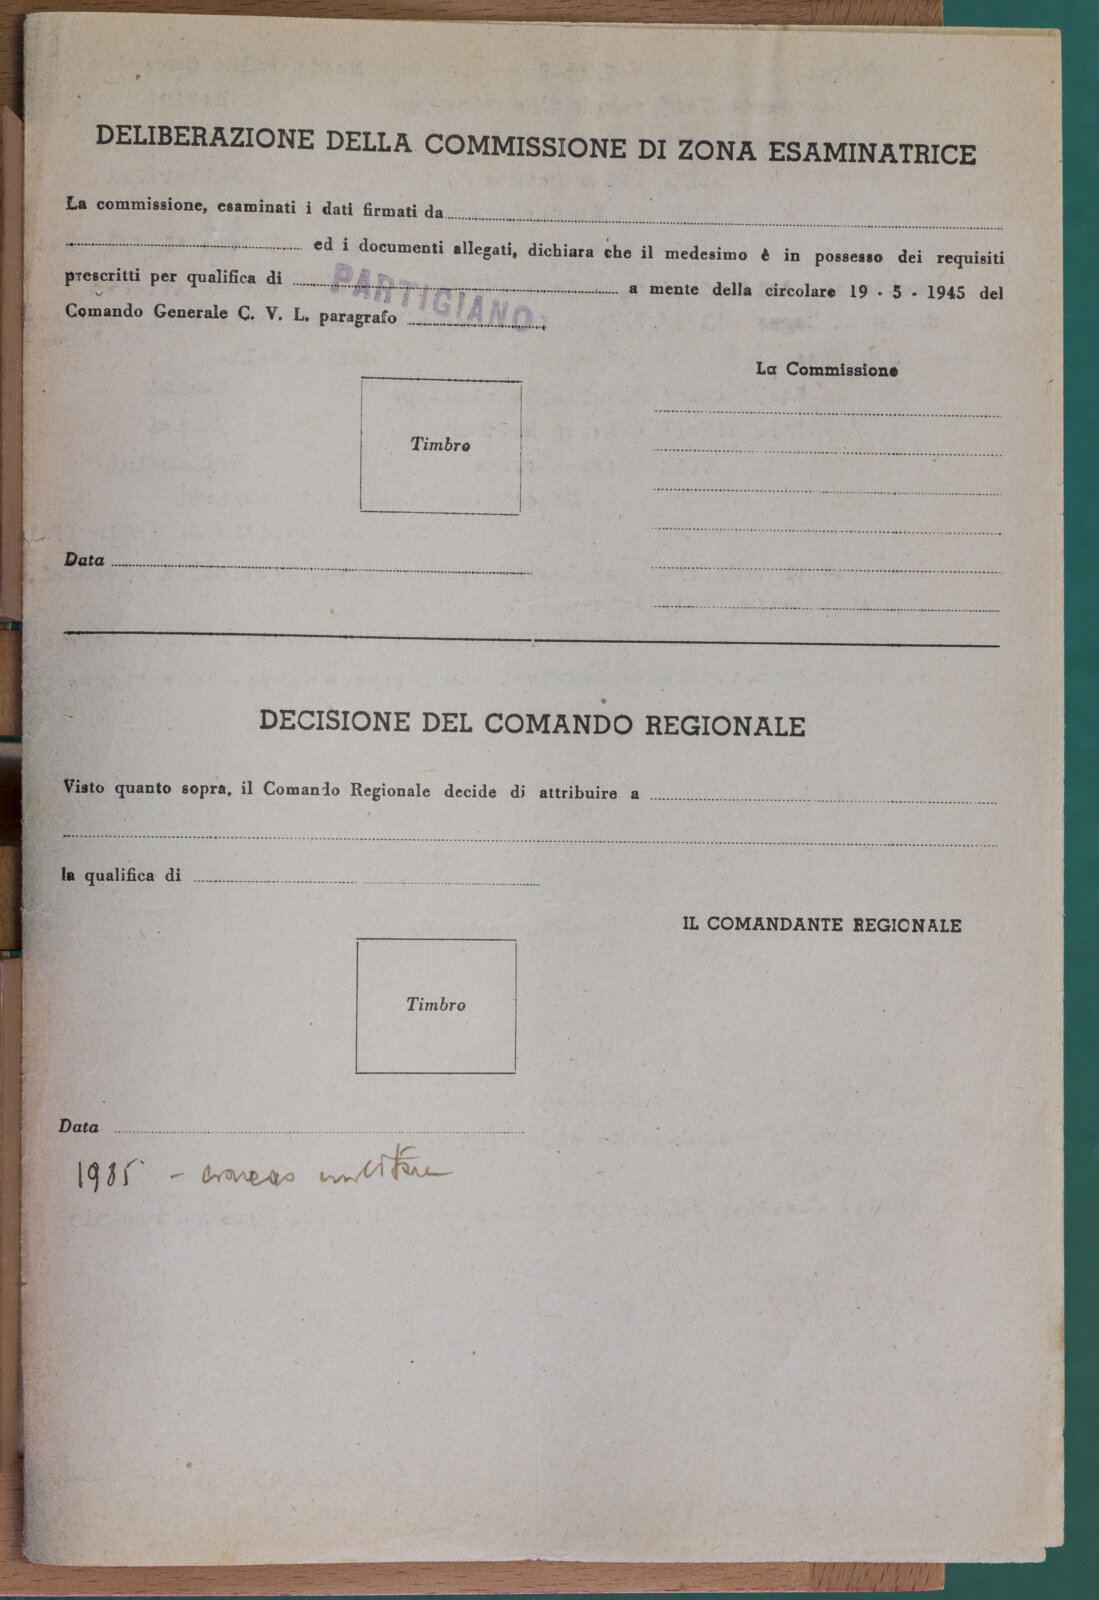 DELIBERAZIONE DELLA COMMISSIONE DI ZONA ESAMINATRICE
La commissione, esaminati i dati firmati da
ed i documenti allegati, dichiara che il medesimo è in possesso dei requisiti
prescritti per qualifica di PARTIGIANO a mente della circolare 19 - 5 - 1945 del
Comando Generale C. V. L. paragrafo
La Commissione
Timbro
Data
DECISIONE DEL COMANDO REGIONALE
Visto quanto sopra, il Comando Regionale decide di attribuire a
la qualifica di
IL COMANDANTE REGIONALE
Timbro
Data
1985 -